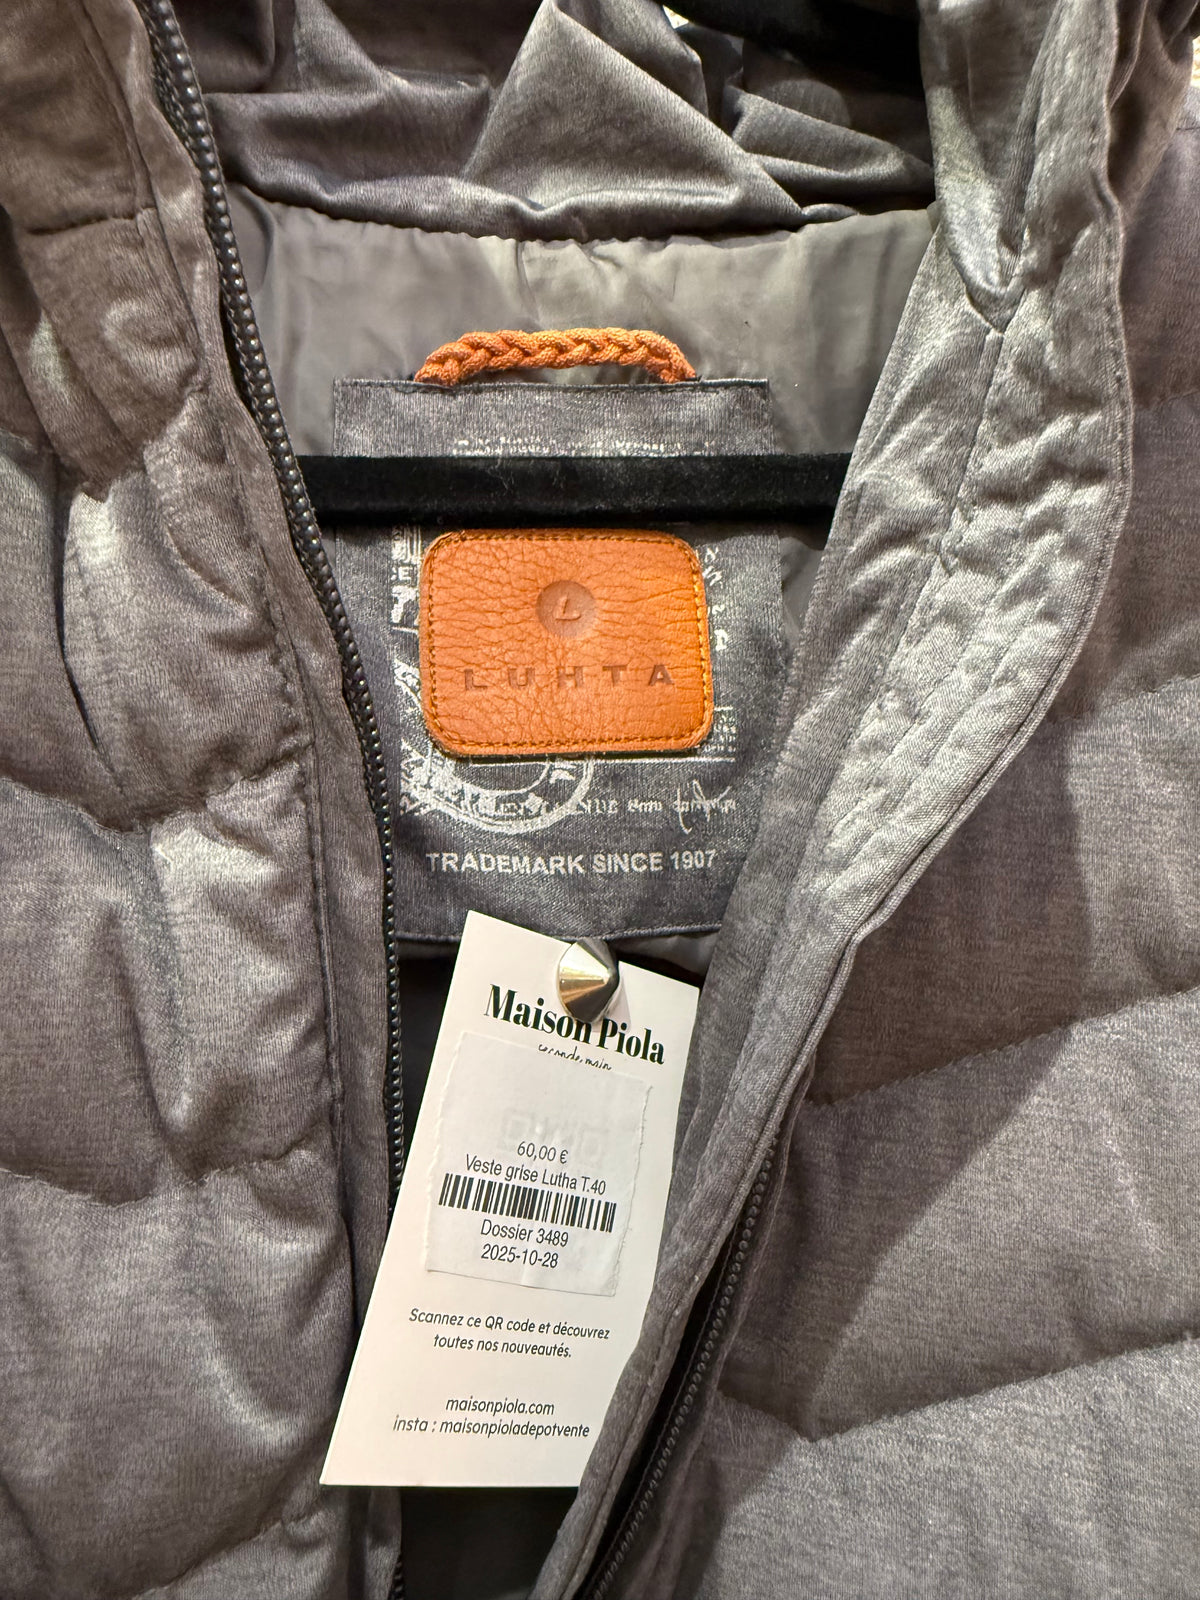 L
LUHTA
TRADEMARK SINCE 1907
Maison Piola
60,00 €
Veste grise Lutha T.40
Dossier 3489
2025-10-28
Scannez ce QR code et découvrez
toutes nos nouveautés.
maisonpiola.com
insta : maisonpioladepotvente